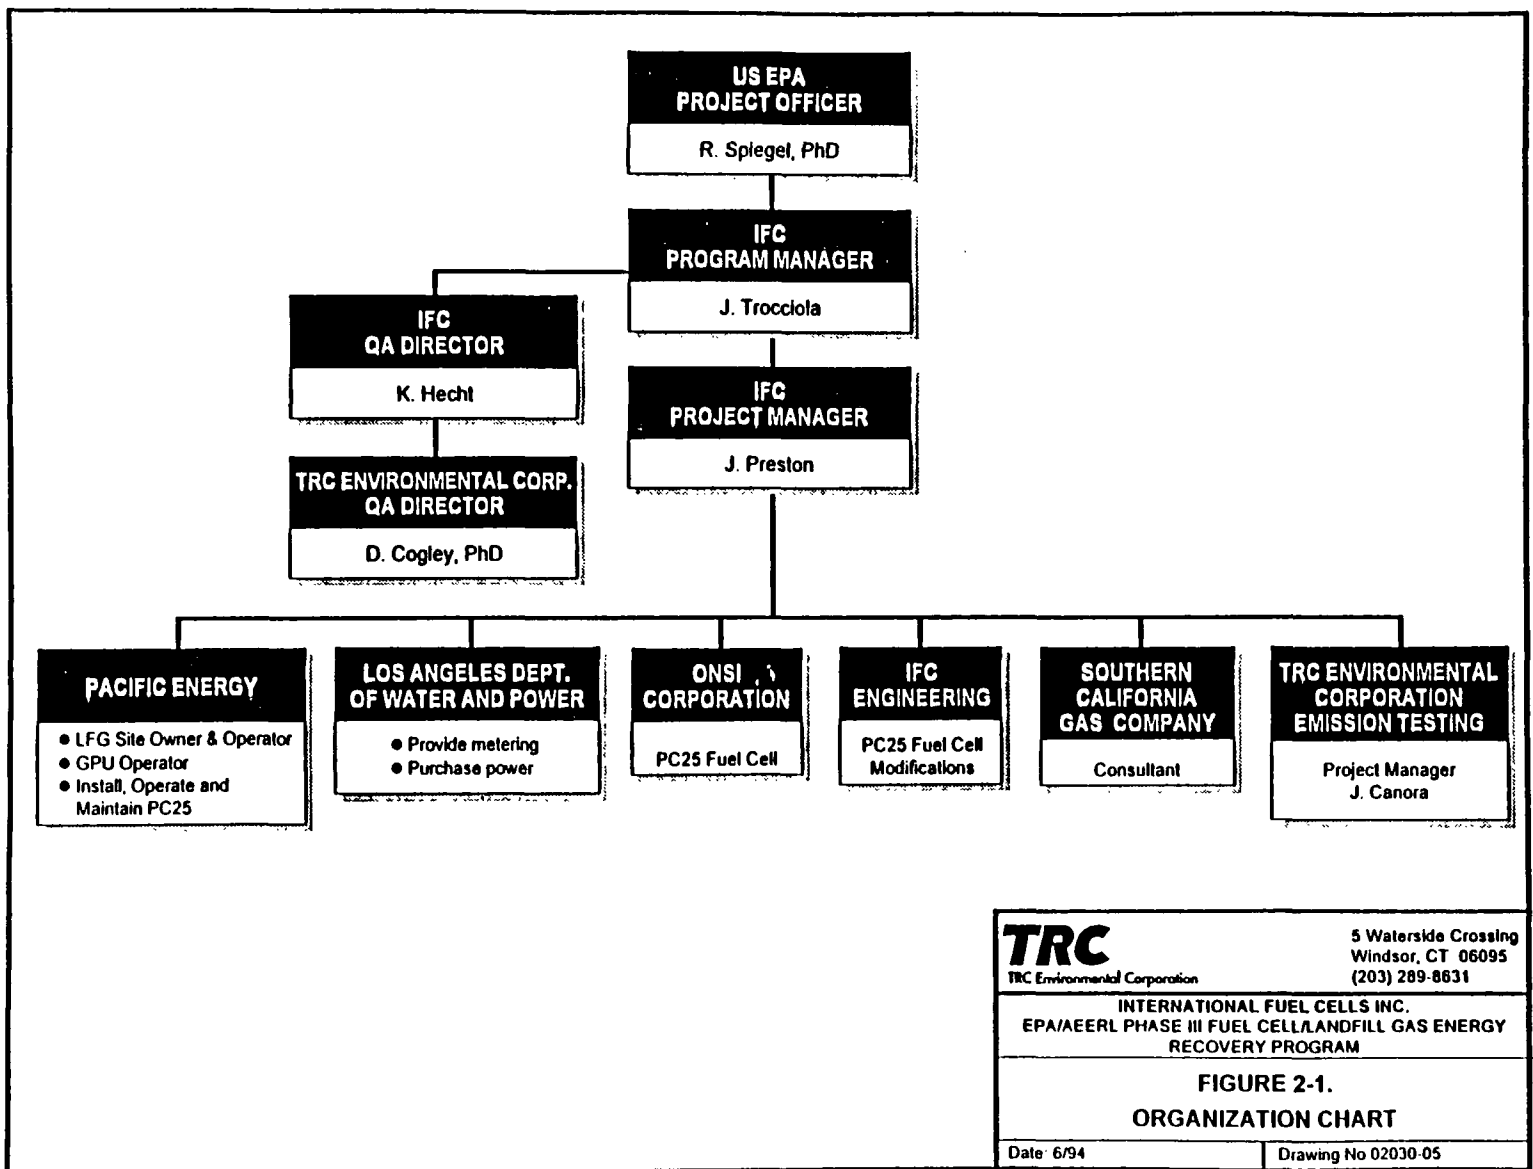 US EPA
PROJECT OFFICER
R. Spiegel, PhD
IFC
PROGRAM MANAGER
J. Trocciola
IFC
QA DIRECTOR
K. Hecht
IFC
PROJECT MANAGER
J. Preston
TRC ENVIRONMENTAL CORP.
QA DIRECTOR
D. Cogley, PhD
PACIFIC ENERGY
● LFG Site Owner & Operator
● GPU Operator
● Install, Operate and
Maintain PC25
LOS ANGELES DEPT.
OF WATER AND POWER
● Provide metering
● Purchase power
ONSI
CORPORATION
PC25 Fuel Cell
IFC
ENGINEERING
PC25 Fuel Cell
Modifications
SOUTHERN
CALIFORNIA
GAS COMPANY
Consultant
TRC ENVIRONMENTAL
CORPORATION
EMISSION TESTING
Project Manager
J. Canora
TRC
TRC Environmental Corporation
5 Waterside Crossing
Windsor, CT 06095
(203) 289-8631
INTERNATIONAL FUEL CELLS INC.
EPA/AEERL PHASE III FUEL CELL/LANDFILL GAS ENERGY
RECOVERY PROGRAM
FIGURE 2-1.
ORGANIZATION CHART
Date: 6/94
Drawing No 02030-05